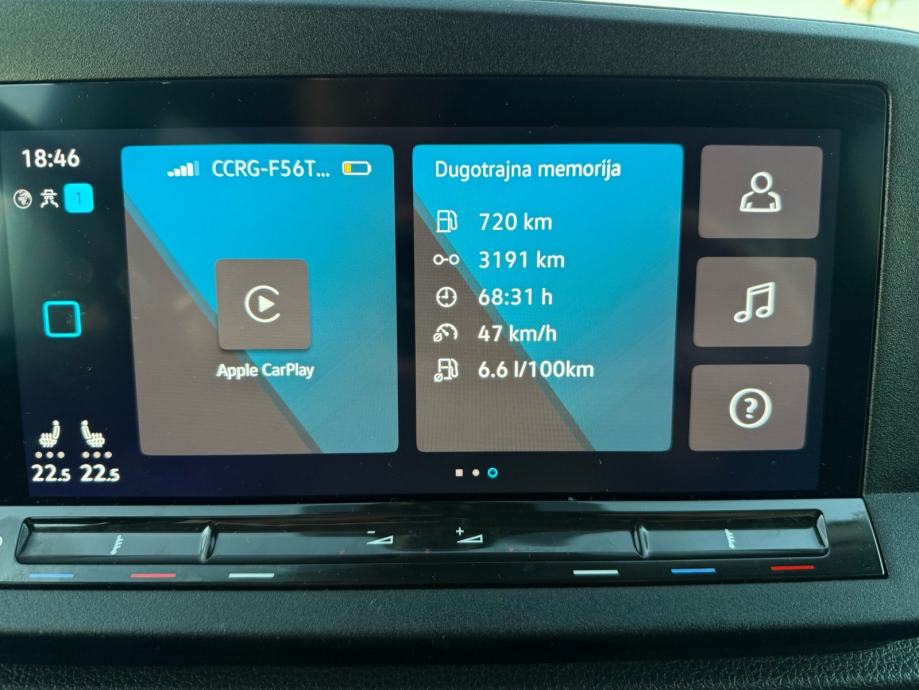 18:46
1
CCRG-F56T...
Apple CarPlay
Dugotrajna memorija
720 km
3191 km
68:31 h
47 km/h
6.6 l/100km
22.5 22.5
- +